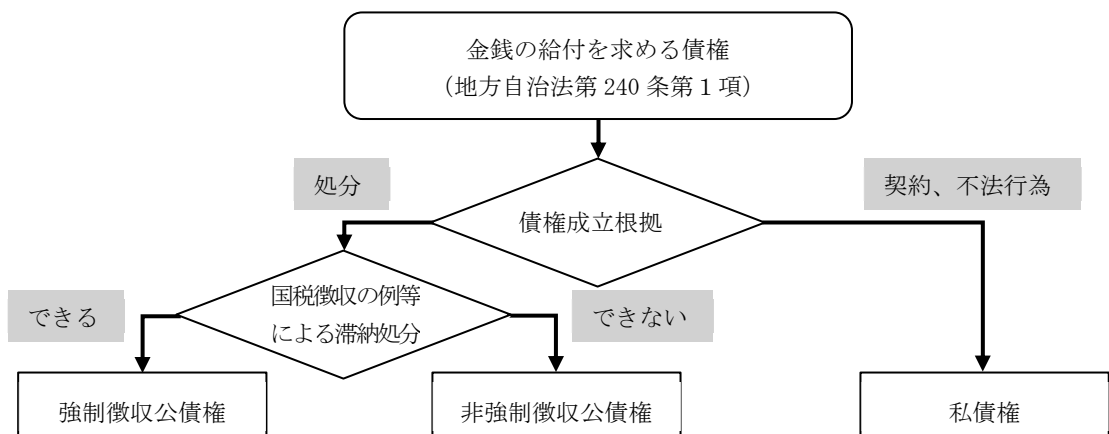 金銭の給付を求める債権
（地方自治法第 240 条第１項）
処分
契約、不法行為
債権成立根拠
国税徴収の例等
による滞納処分
できる
できない
強制徴収公債権
非強制徴収公債権
私債権